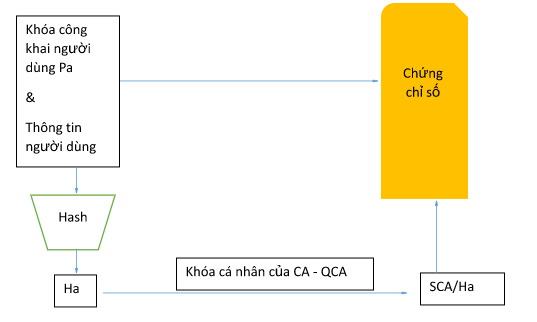 Khóa công
khai người
dùng Pa
&
Thông tin
người dùng
Chứng
chỉ số
Hash
Ha
Khóa cá nhân của CA - QCA
SCA/Ha